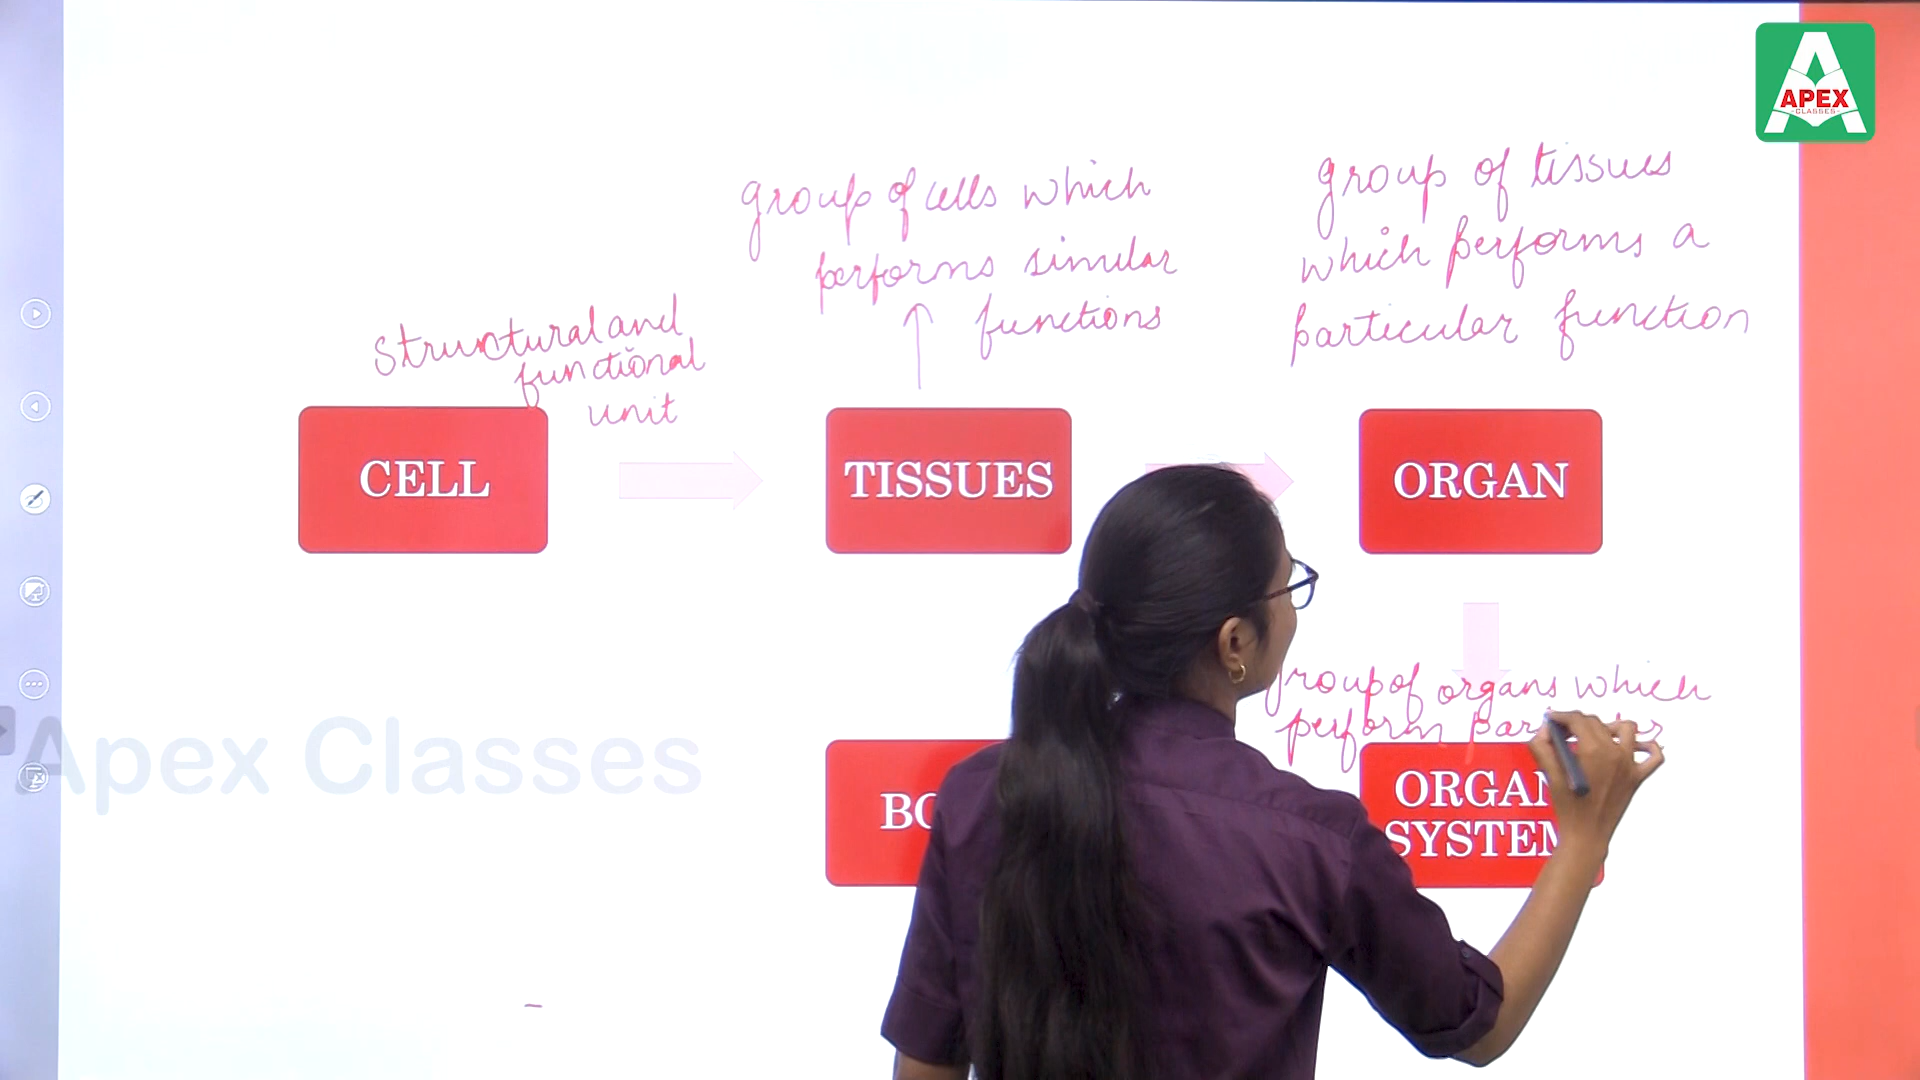 APEX
CLASSES
group of cells which
performs similar
functions
group of tissues
which performs a
particular function
Structural and
functional
unit
CELL
TISSUES
ORGAN
group of organs which
perform
Apex Classes
ORGAN
SYSTEM